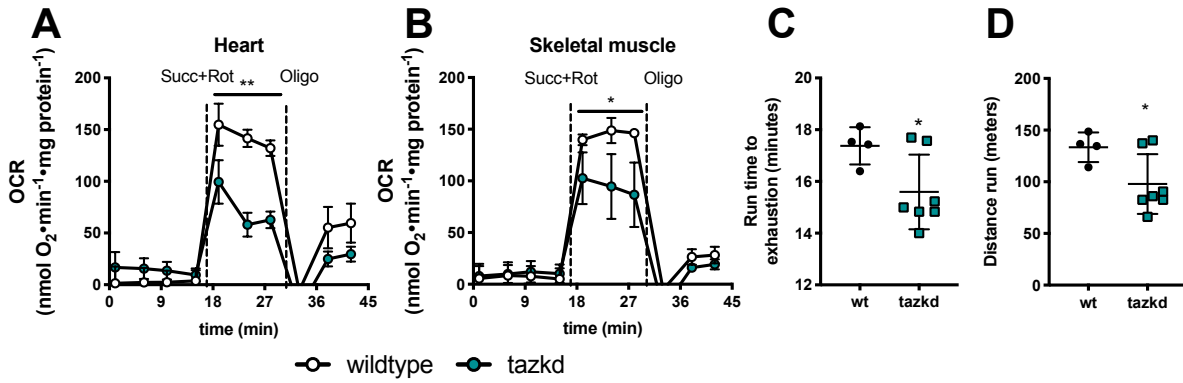 A
Heart
Succ+Rot
Oligo
**
OCR
(nmol O₂•min⁻¹•mg protein⁻¹)
200
150
100
50
0
0
9
18
27
36
45
time (min)
B
Skeletal muscle
Succ+Rot
Oligo
*
OCR
(nmol O₂•min⁻¹•mg protein⁻¹)
200
150
100
50
0
0
9
18
27
36
45
time (min)
wildtype
tazkd
C
Run time to
exhaustion (minutes)
20
18
16
14
12
*
wt
tazkd
D
Distance run (meters)
200
150
100
50
0
*
wt
tazkd